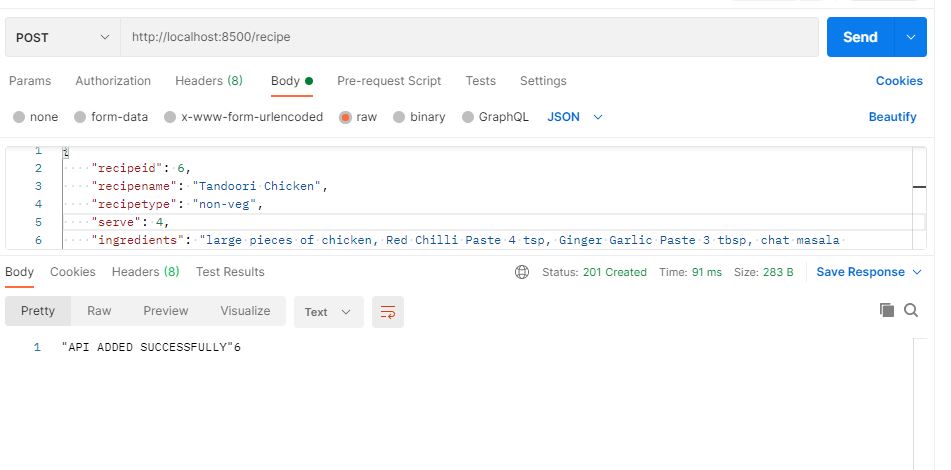 POST http://localhost:8500/recipe Send
Params Authorization Headers (8) Body Pre-request Script Tests Settings Cookies
none form-data x-www-form-urlencoded raw binary GraphQL JSON Beautify
1 {
2 "recipeid": 6,
3 "recipename": "Tandoori Chicken",
4 "recipetype": "non-veg",
5 "serve": 4,
6 "ingredients": "large pieces of chicken, Red Chilli Paste 4 tsp, Ginger Garlic Paste 3 tbsp, chat masala
Body Cookies Headers (8) Test Results Status: 201 Created Time: 91 ms Size: 283 B Save Response
Pretty Raw Preview Visualize Text
1 "API ADDED SUCCESSFULLY"6